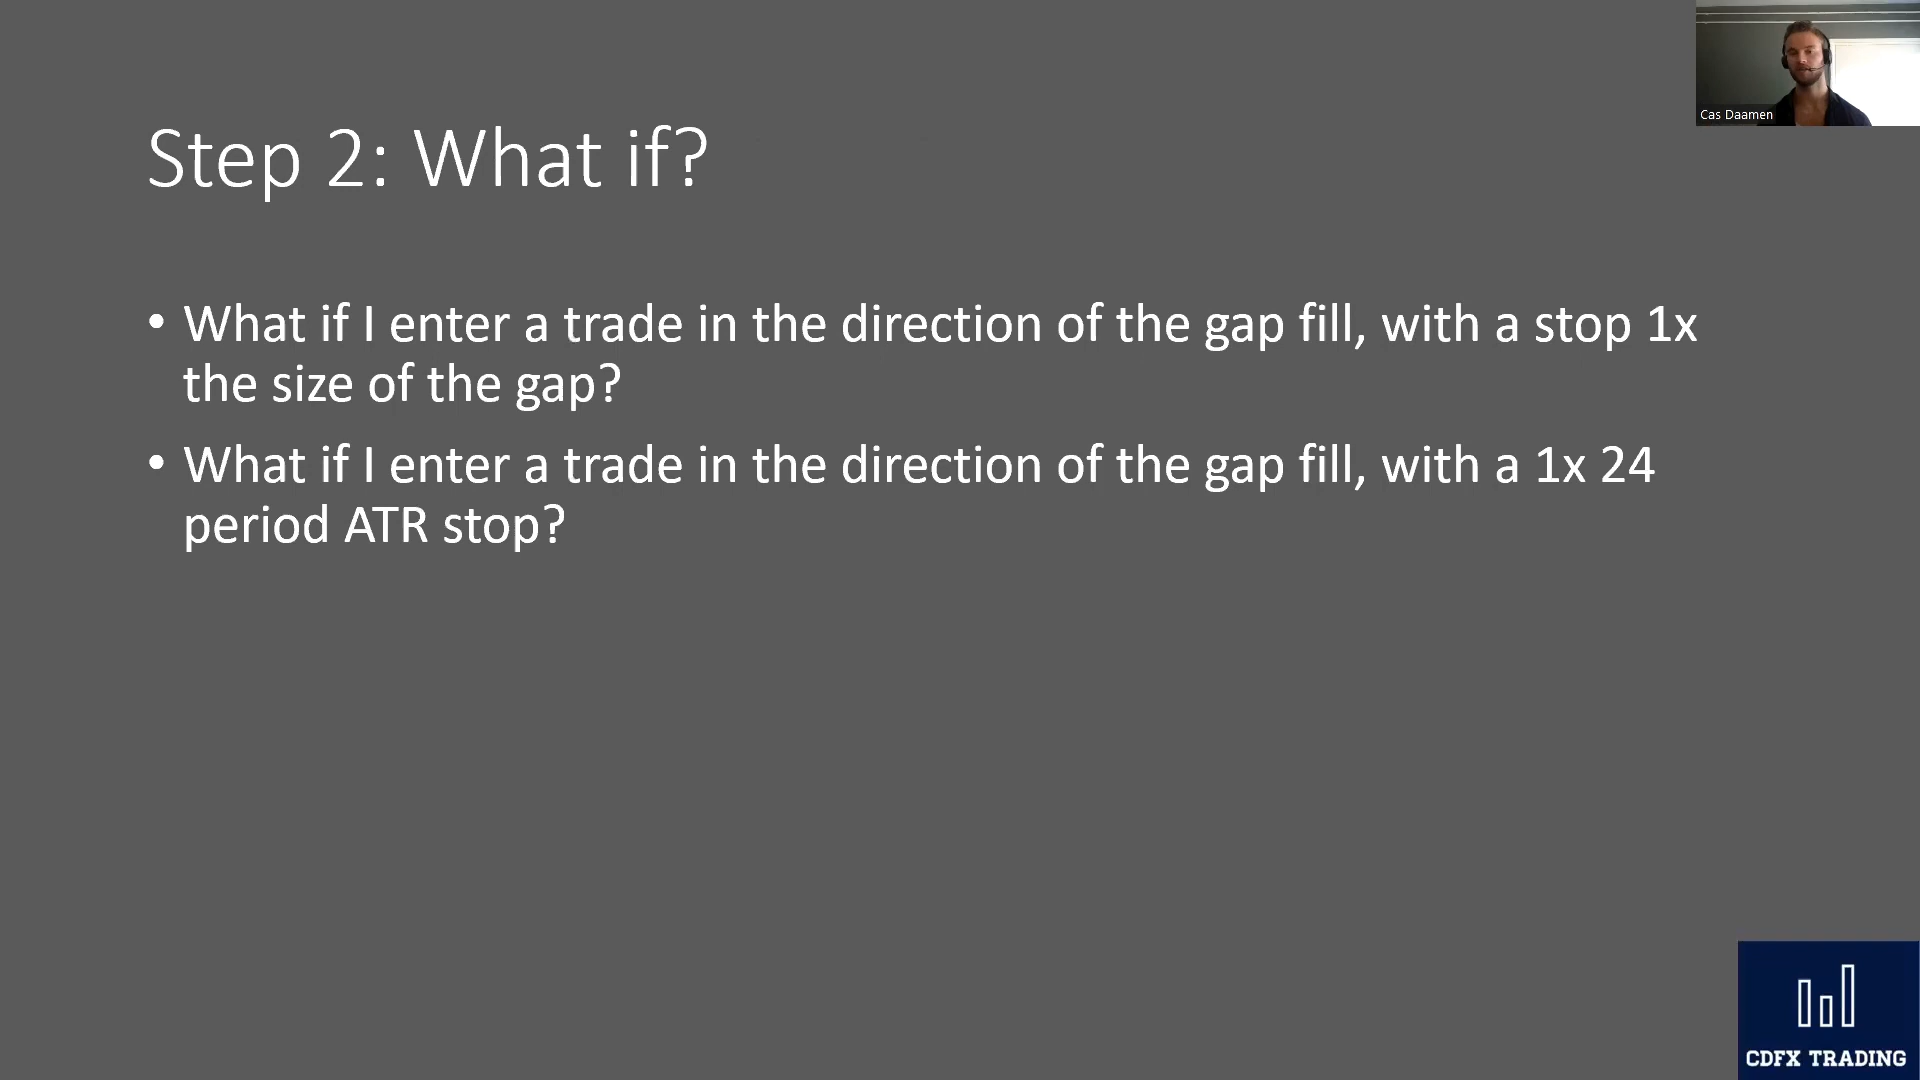 Cas Daamen
Step 2: What if?
• What if I enter a trade in the direction of the gap fill, with a stop 1x
the size of the gap?
• What if I enter a trade in the direction of the gap fill, with a 1x 24
period ATR stop?
CDFX TRADING